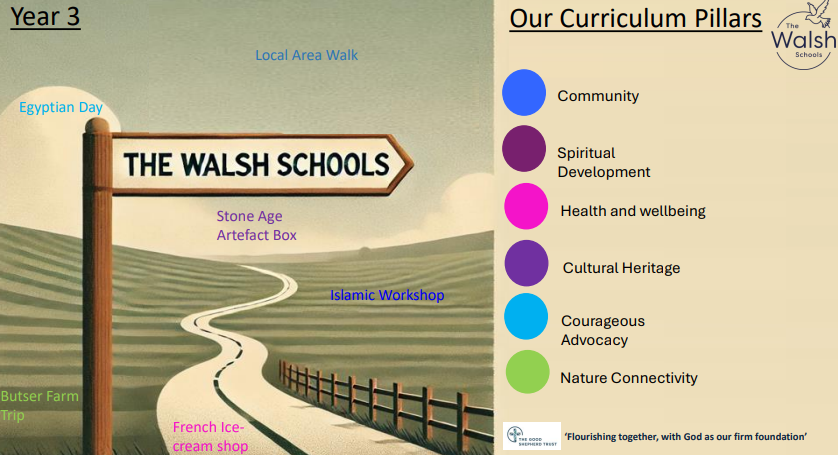 Year 3
Local Area Walk
Egyptian Day
THE WALSH SCHOOLS
Stone Age
Artefact Box
Islamic Workshop
Butser Farm
Trip
French Ice-
cream shop
Our Curriculum Pillars
The
Walsh
Schools
Community
Spiritual
Development
Health and wellbeing
Cultural Heritage
Courageous
Advocacy
Nature Connectivity
THE GOOD
SHEPHERD TRUST
'Flourishing together, with God as our firm foundation'